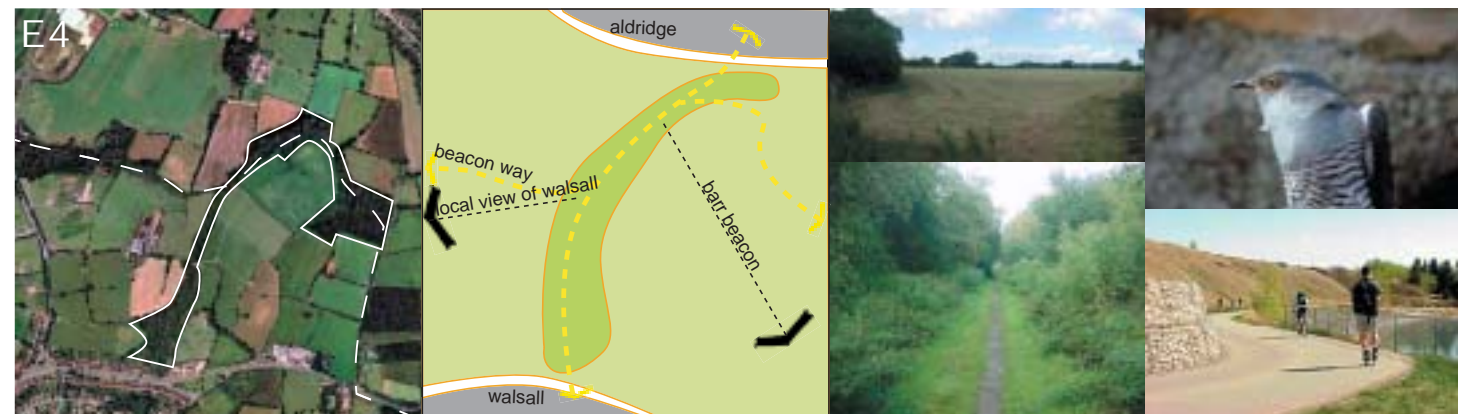 E4
aldridge
beacon way
local view of walsall
barr beacon
walsall